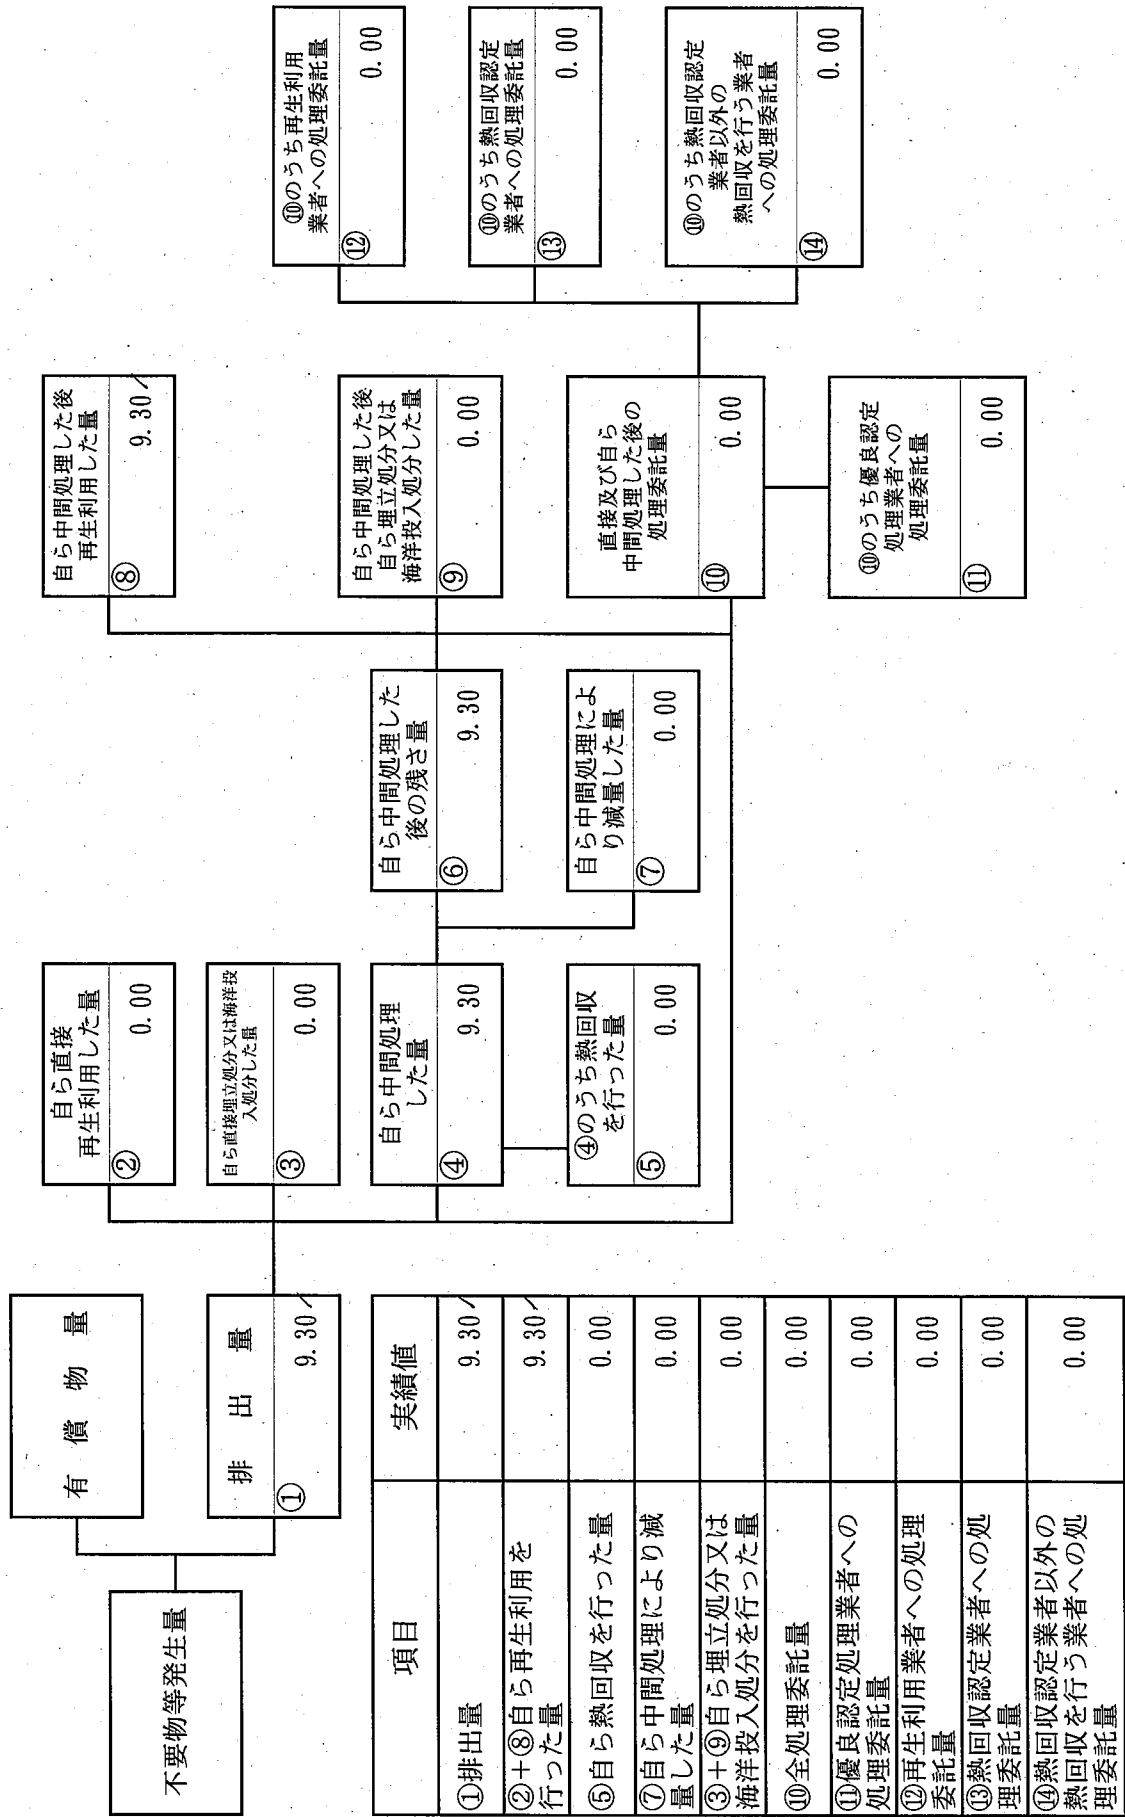 不要物等発生量
有償物量
排出量
①
9.30
自ら直接
再生利用した量
②
0.00
自ら直接埋立処分又は海洋投
入処分した量
③
0.00
自ら中間処理
した量
④
9.30
④のうち熱回収
を行った量
⑤
0.00
自ら中間処理した
後の残さ量
⑥
9.30
自ら中間処理によ
り減量した量
⑦
0.00
自ら中間処理した後
再生利用した量
⑧
9.30
自ら中間処理した後
自ら埋立処分又は
海洋投入処分した量
⑨
0.00
直接及び自ら
中間処理した後の
処理委託量
⑩
0.00
⑩のうち優良認定
処理業者への
処理委託量
⑪
0.00
⑩のうち再生利用
業者への処理委託量
⑫
0.00
⑩のうち熱回収認定
業者への処理委託量
⑬
0.00
⑩のうち熱回収認定
業者以外の
熱回収を行う業者
への処理委託量
⑭
0.00
項目 実績値
①排出量 9.30
②+⑧自ら再生利用を
行った量 9.30
⑤自ら熱回収を行った量 0.00
⑦自ら中間処理により減
量した量 0.00
③+⑨自ら埋立処分又は
海洋投入処分を行った量 0.00
⑩全処理委託量 0.00
⑪優良認定処理業者への
処理委託量 0.00
⑫再生利用業者への処理
委託量 0.00
⑬熱回収認定業者への処
理委託量 0.00
⑭熱回収認定業者以外の
熱回収を行う業者への処
理委託量 0.00